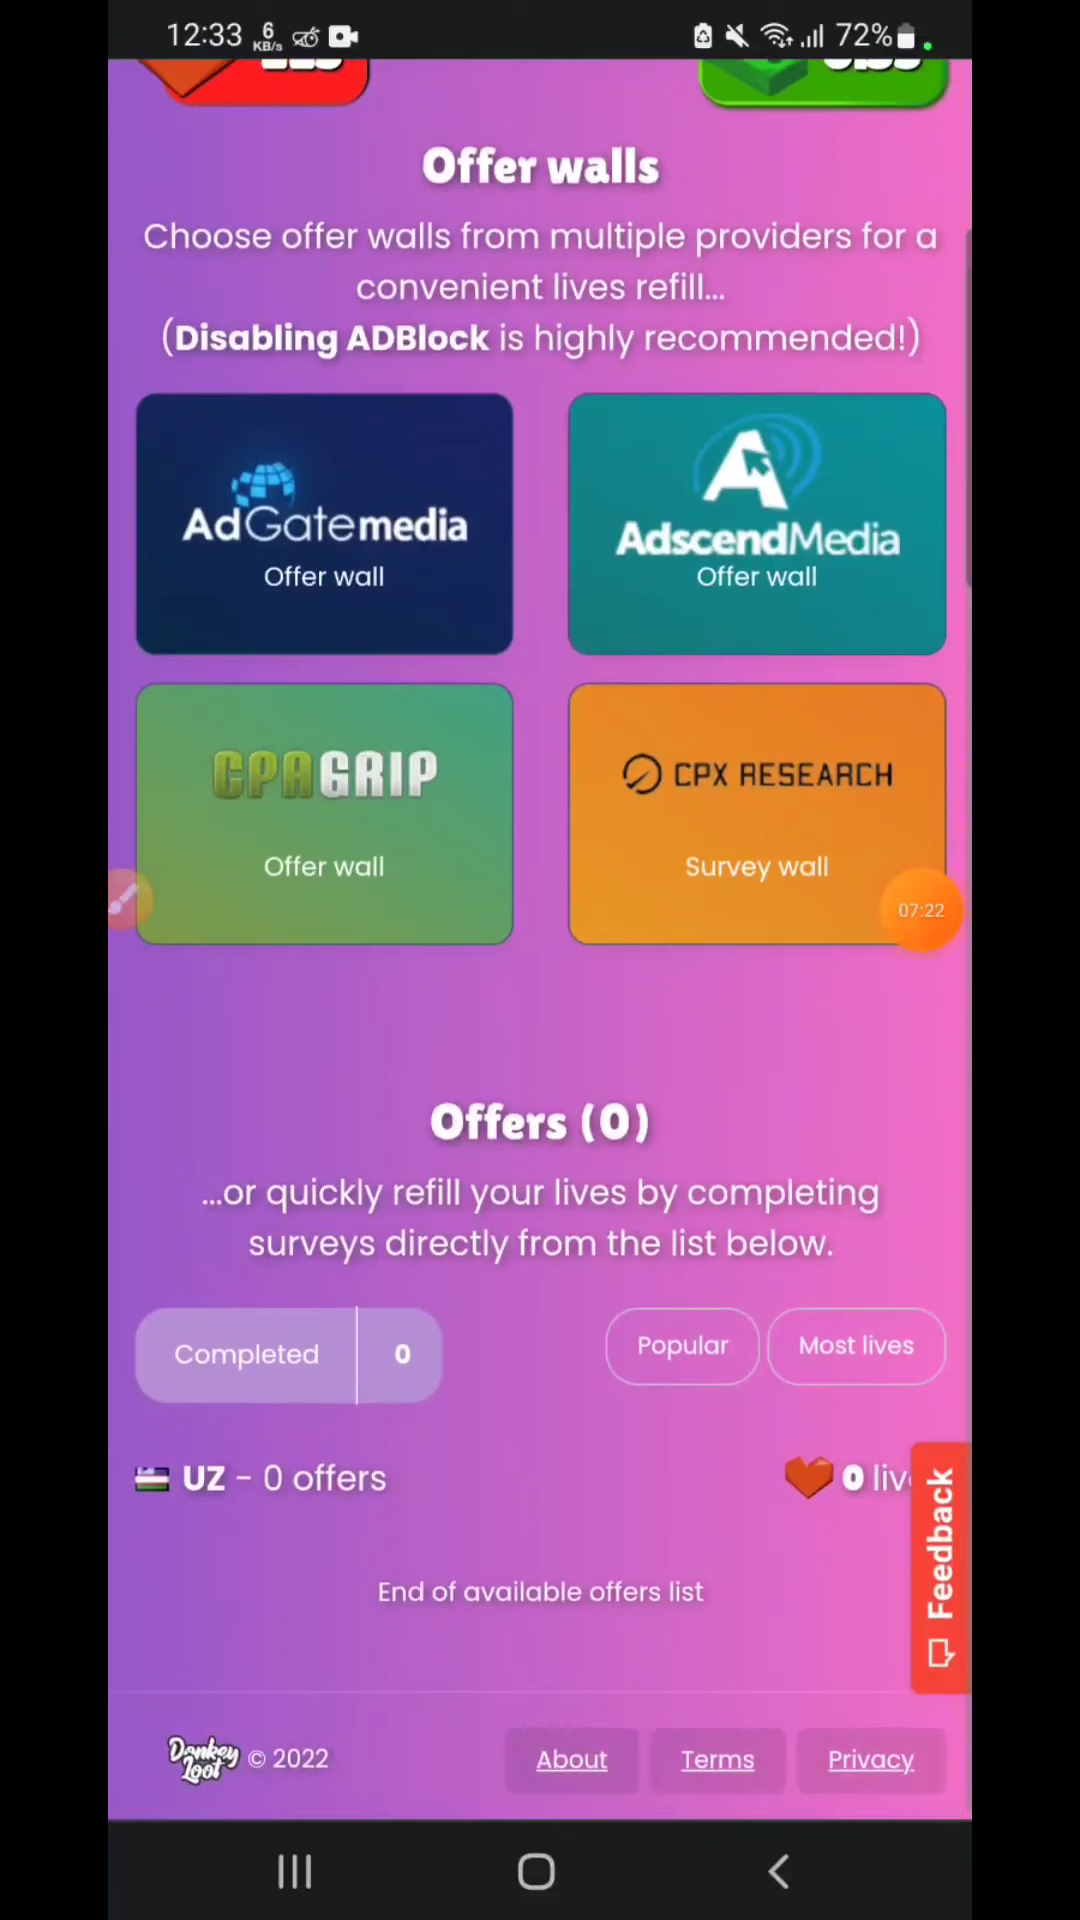 12:33 6 KB/s 72%
Offer walls
Choose offer walls from multiple providers for a
convenient lives refill...
(Disabling ADBlock is highly recommended!)
AdGatemedia
Offer wall
AdscendMedia
Offer wall
CPAGRIP
Offer wall
CPX RESEARCH
Survey wall
07:22
Offers (0)
...or quickly refill your lives by completing
surveys directly from the list below.
Completed 0
Popular
Most lives
UZ - 0 offers
0 liv
Feedback
End of available offers list
Donkey
Loot
© 2022
About
Terms
Privacy